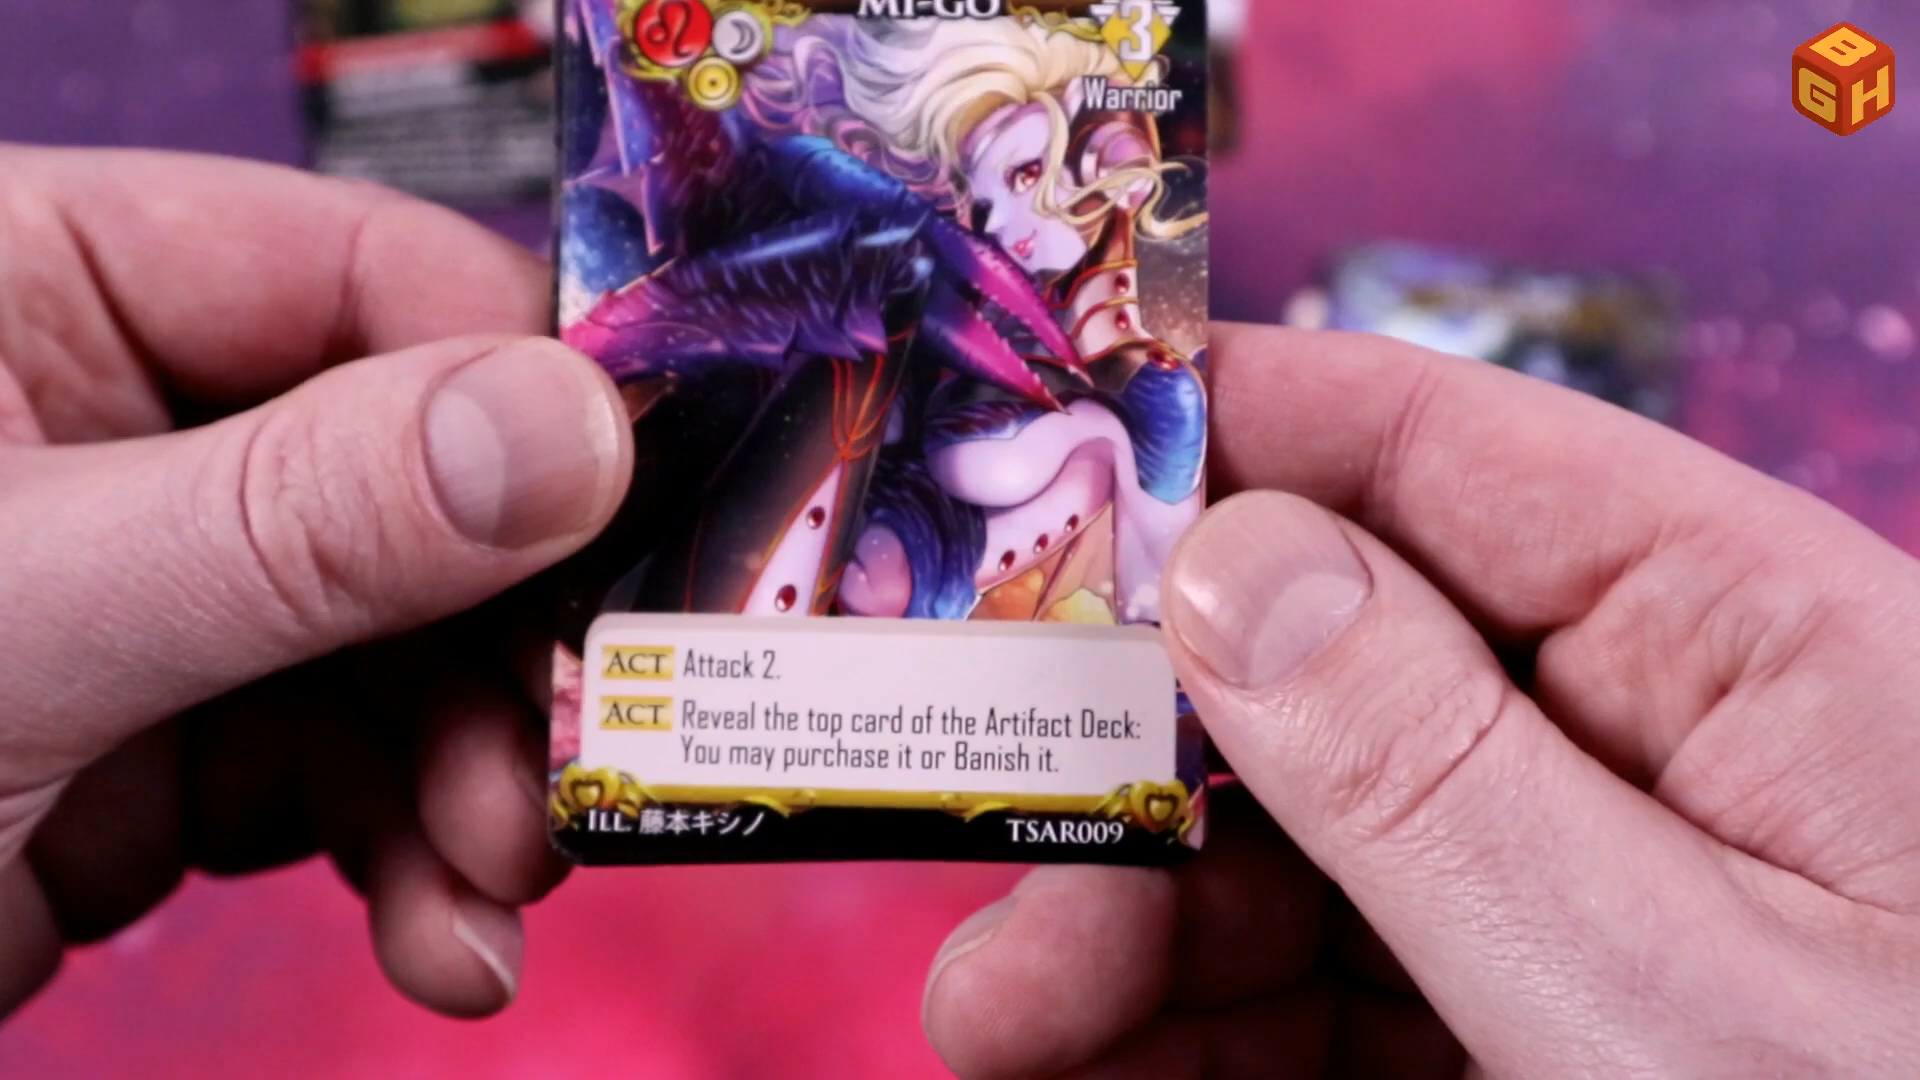 MI-GO
3
Warrior
ACT Attack 2.
ACT Reveal the top card of the Artifact Deck:
You may purchase it or Banish it.
ILL. 藤本キシノ
TSAR009
B
G H